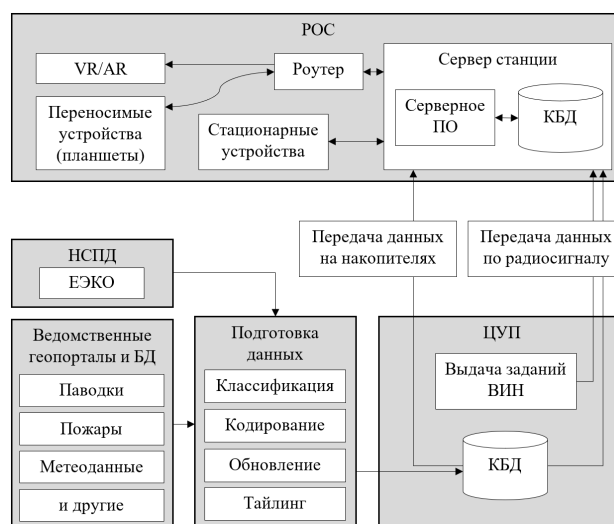 РОС
VR/AR
Роутер
Сервер станции
Переносимые
устройства
(планшеты)
Стационарные
устройства
Серверное
ПО
КБД
Передача данных
на накопителях
Передача данных
по радиосигналу
НСПД
ЕЭКО
Ведомственные
геопорталы и БД
Паводки
Пожары
Метеоданные
и другие
Подготовка
данных
Классификация
Кодирование
Обновление
Тайлинг
ЦУП
Выдача заданий
ВИН
КБД